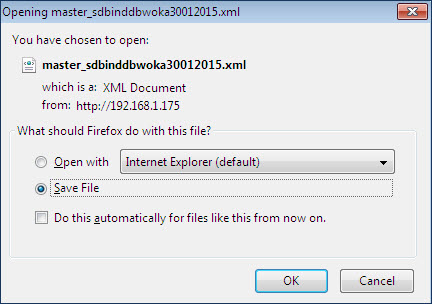 Opening master_sdbinddbwoka30012015.xml
You have chosen to open:
master_sdbinddbwoka30012015.xml
which is a: XML Document
from: http://192.168.1.175
What should Firefox do with this file?
Open with Internet Explorer (default)
Save File
Do this automatically for files like this from now on.
OK Cancel